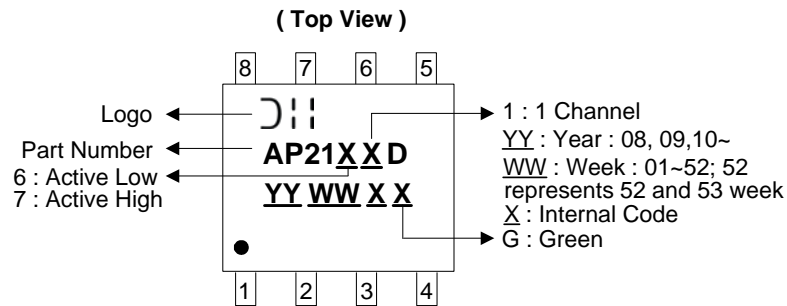 ( Top View )
8 7 6 5
Logo
Part Number
6 : Active Low
7 : Active High
AP21XXD
YY WW X X
1 : 1 Channel
YY : Year : 08, 09,10~
WW : Week : 01~52; 52
represents 52 and 53 week
X : Internal Code
G : Green
1 2 3 4